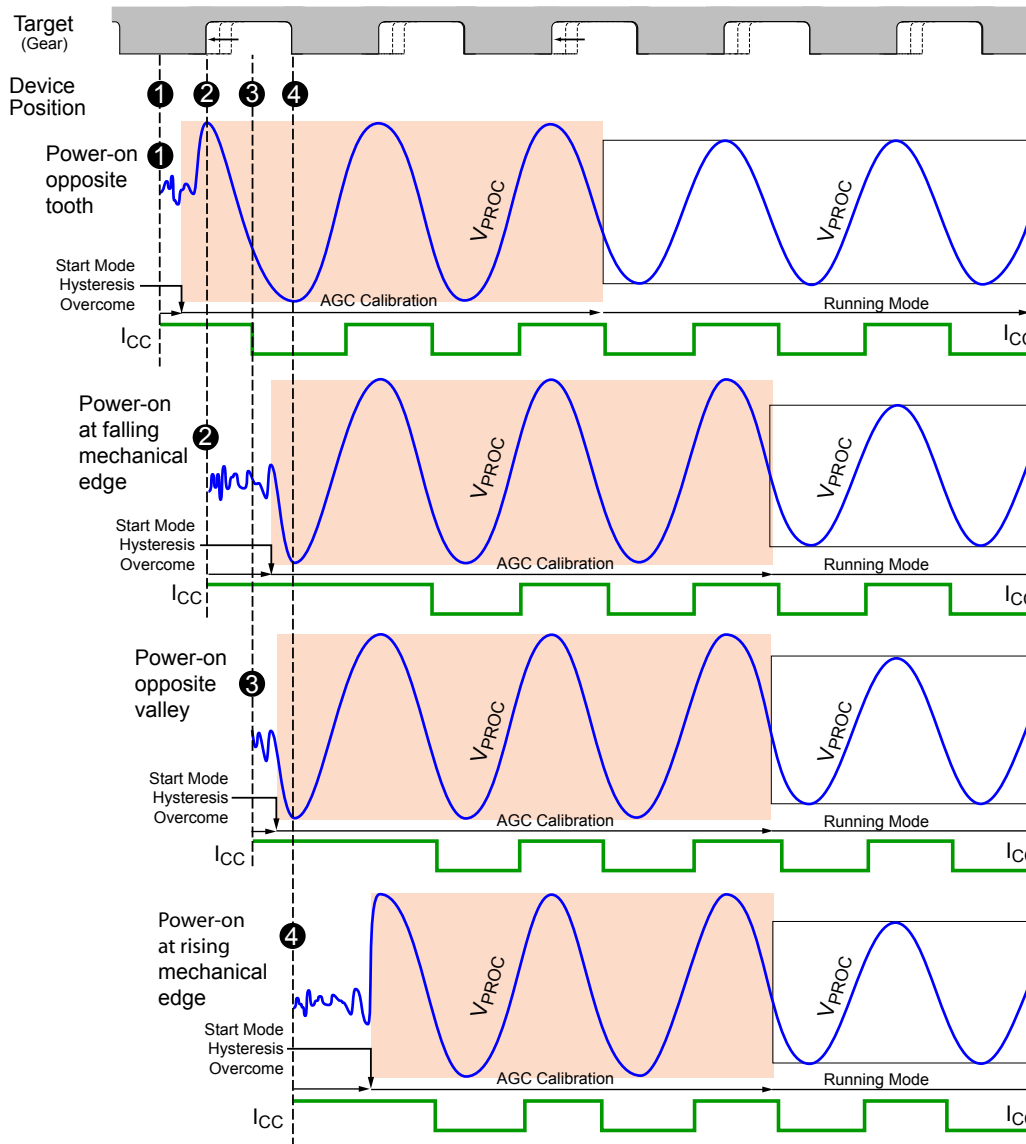 Target
(Gear)
Device
Position
1 2 3 4
Power-on
opposite
tooth
1
VPROC
VPROC
Start Mode
Hysteresis
Overcome
AGC Calibration
Running Mode
ICC
ICC
Power-on
at falling
mechanical
edge
2
VPROC
VPROC
Start Mode
Hysteresis
Overcome
AGC Calibration
Running Mode
ICC
ICC
Power-on
opposite
valley
3
VPROC
VPROC
Start Mode
Hysteresis
Overcome
AGC Calibration
Running Mode
ICC
ICC
Power-on
at rising
mechanical
edge
4
VPROC
VPROC
Start Mode
Hysteresis
Overcome
AGC Calibration
Running Mode
ICC
ICC